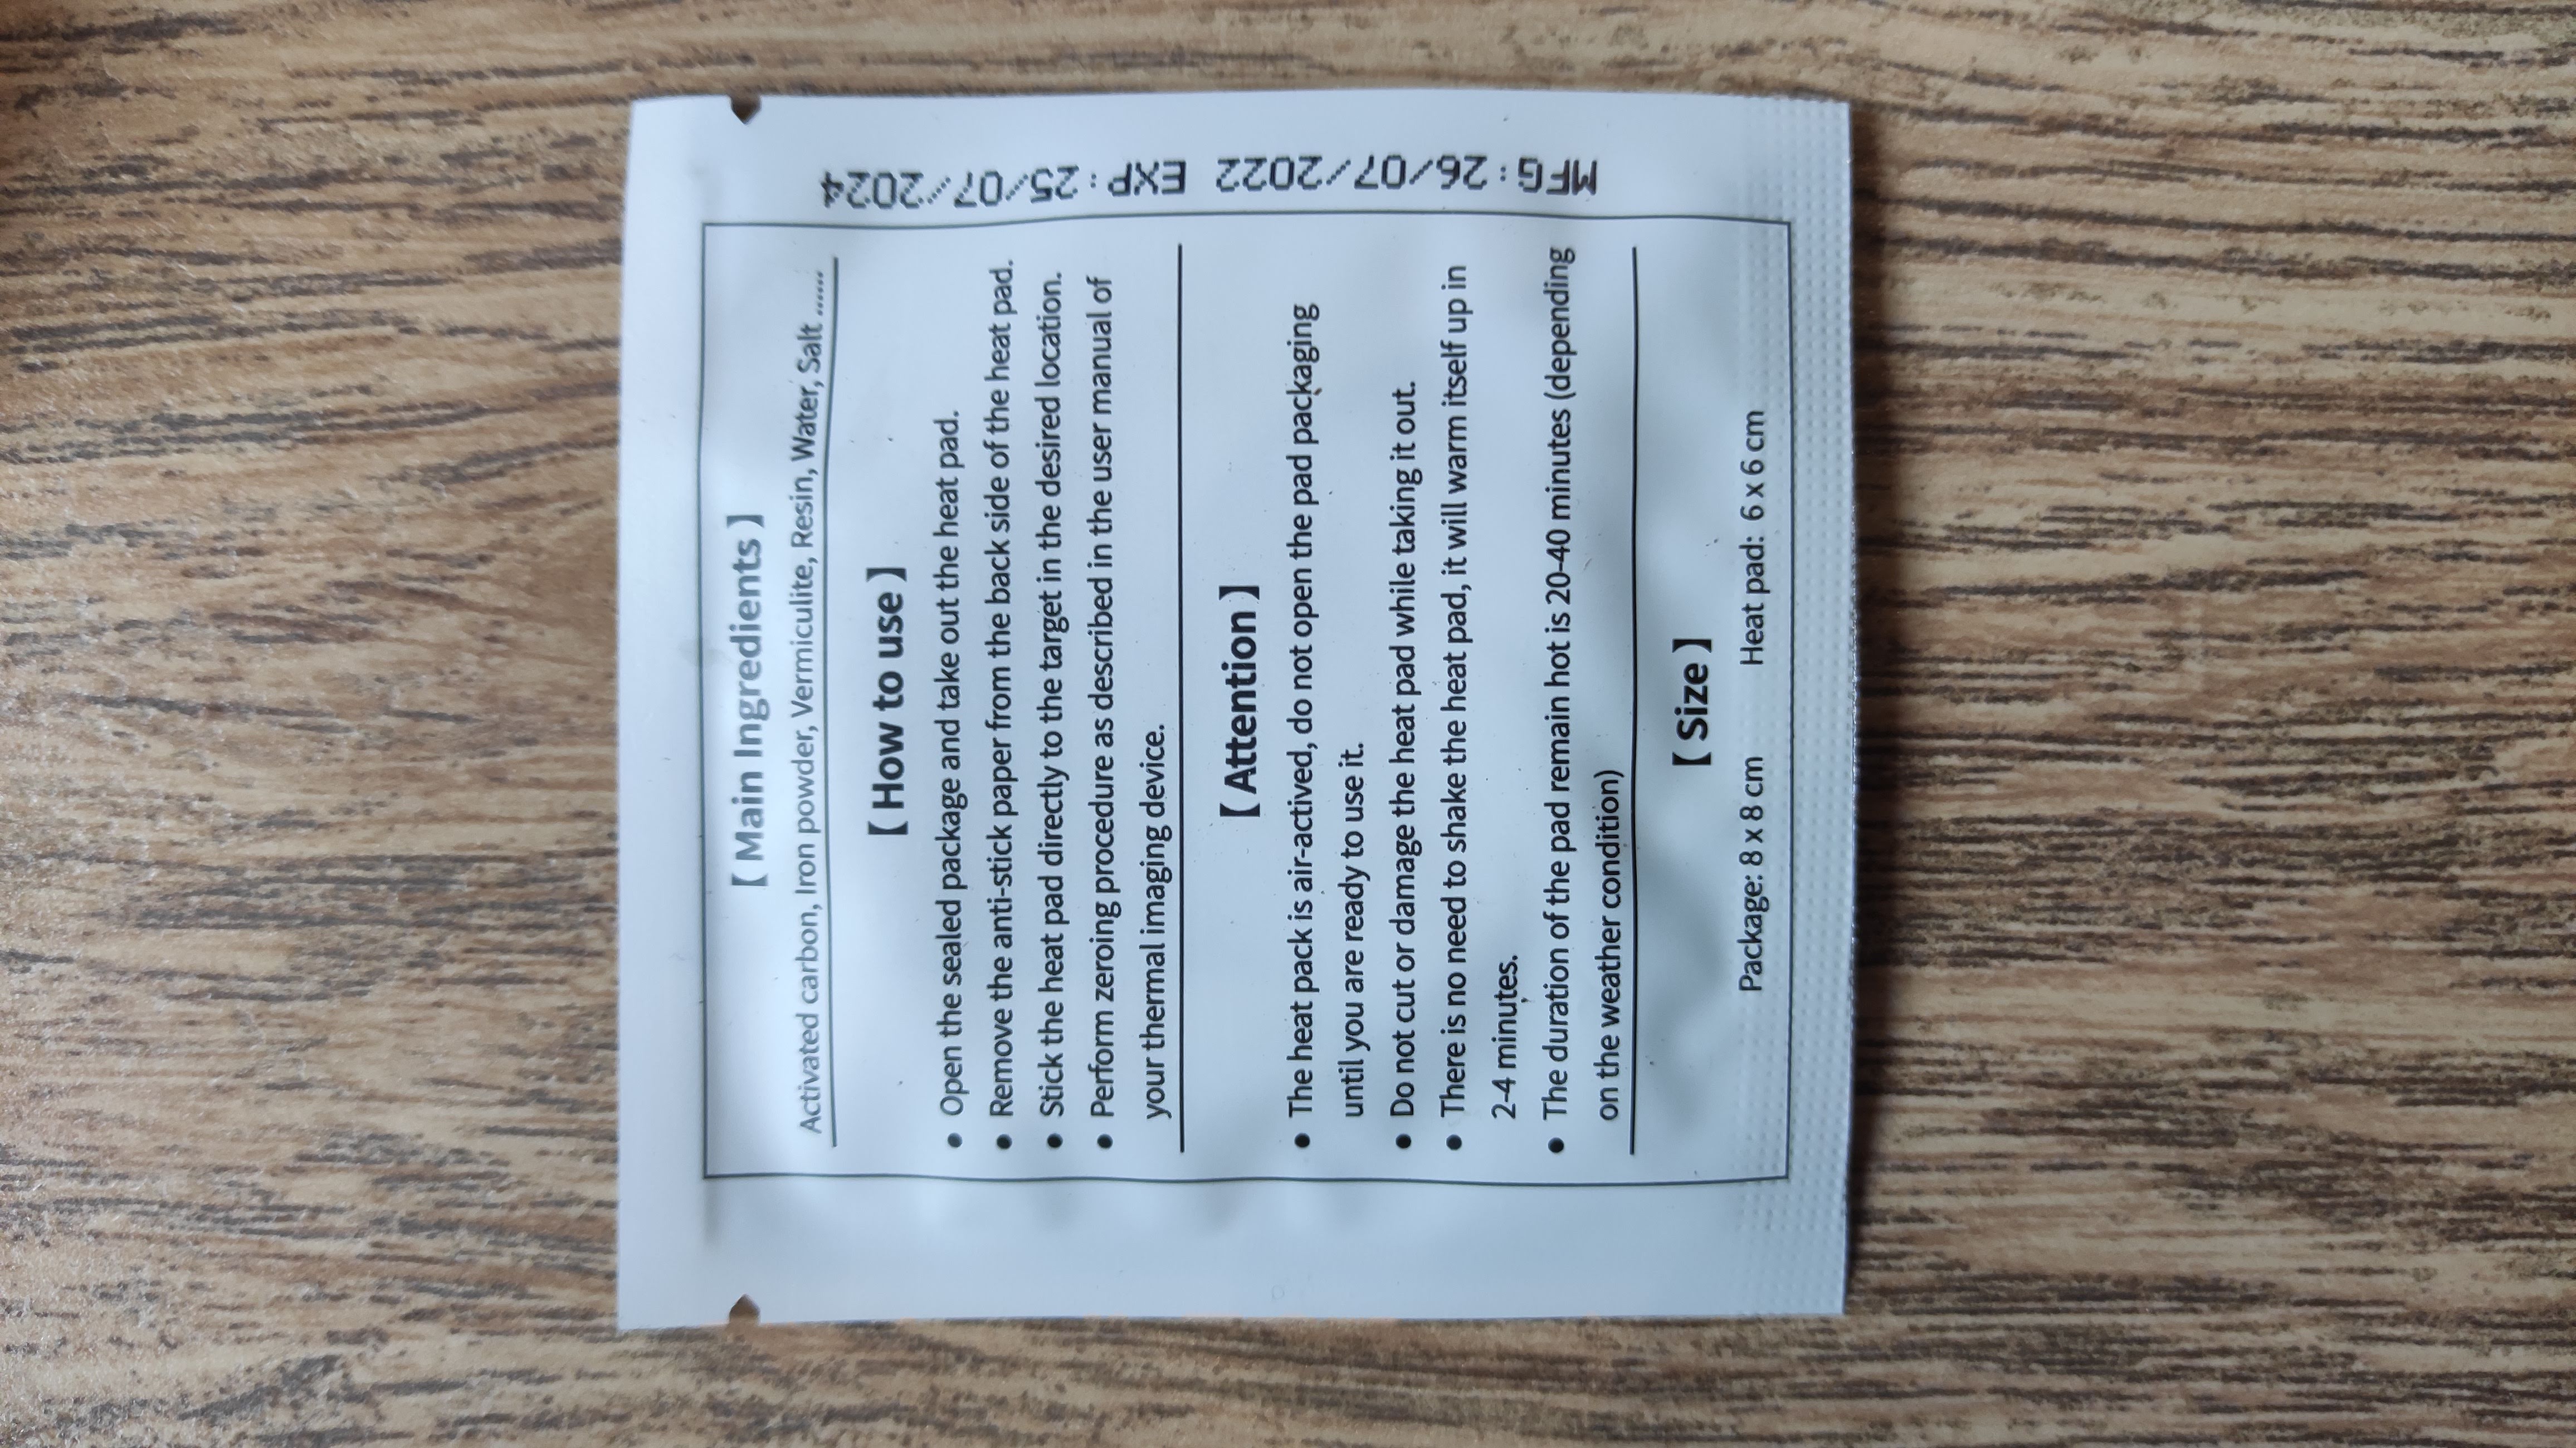 【 Main Ingredients 】
Activated carbon, Iron powder, Vermiculite, Resin, Water, Salt ......
【 How to use 】
● Open the sealed package and take out the heat pad.
● Remove the anti-stick paper from the back side of the heat pad.
● Stick the heat pad directly to the target in the desired location.
● Perform zeroing procedure as described in the user manual of
your thermal imaging device.
【 Attention 】
● The heat pack is air-actived, do not open the pad packaging
until you are ready to use it.
● Do not cut or damage the heat pad while taking it out.
● There is no need to shake the heat pad, it will warm itself up in
2-4 minutes.
● The duration of the pad remain hot is 20-40 minutes (depending
on the weather condition)
【 Size 】
Package: 8 x 8 cm Heat pad: 6 x 6 cm
MFG:26/07/2022 EXP:25/07/2024